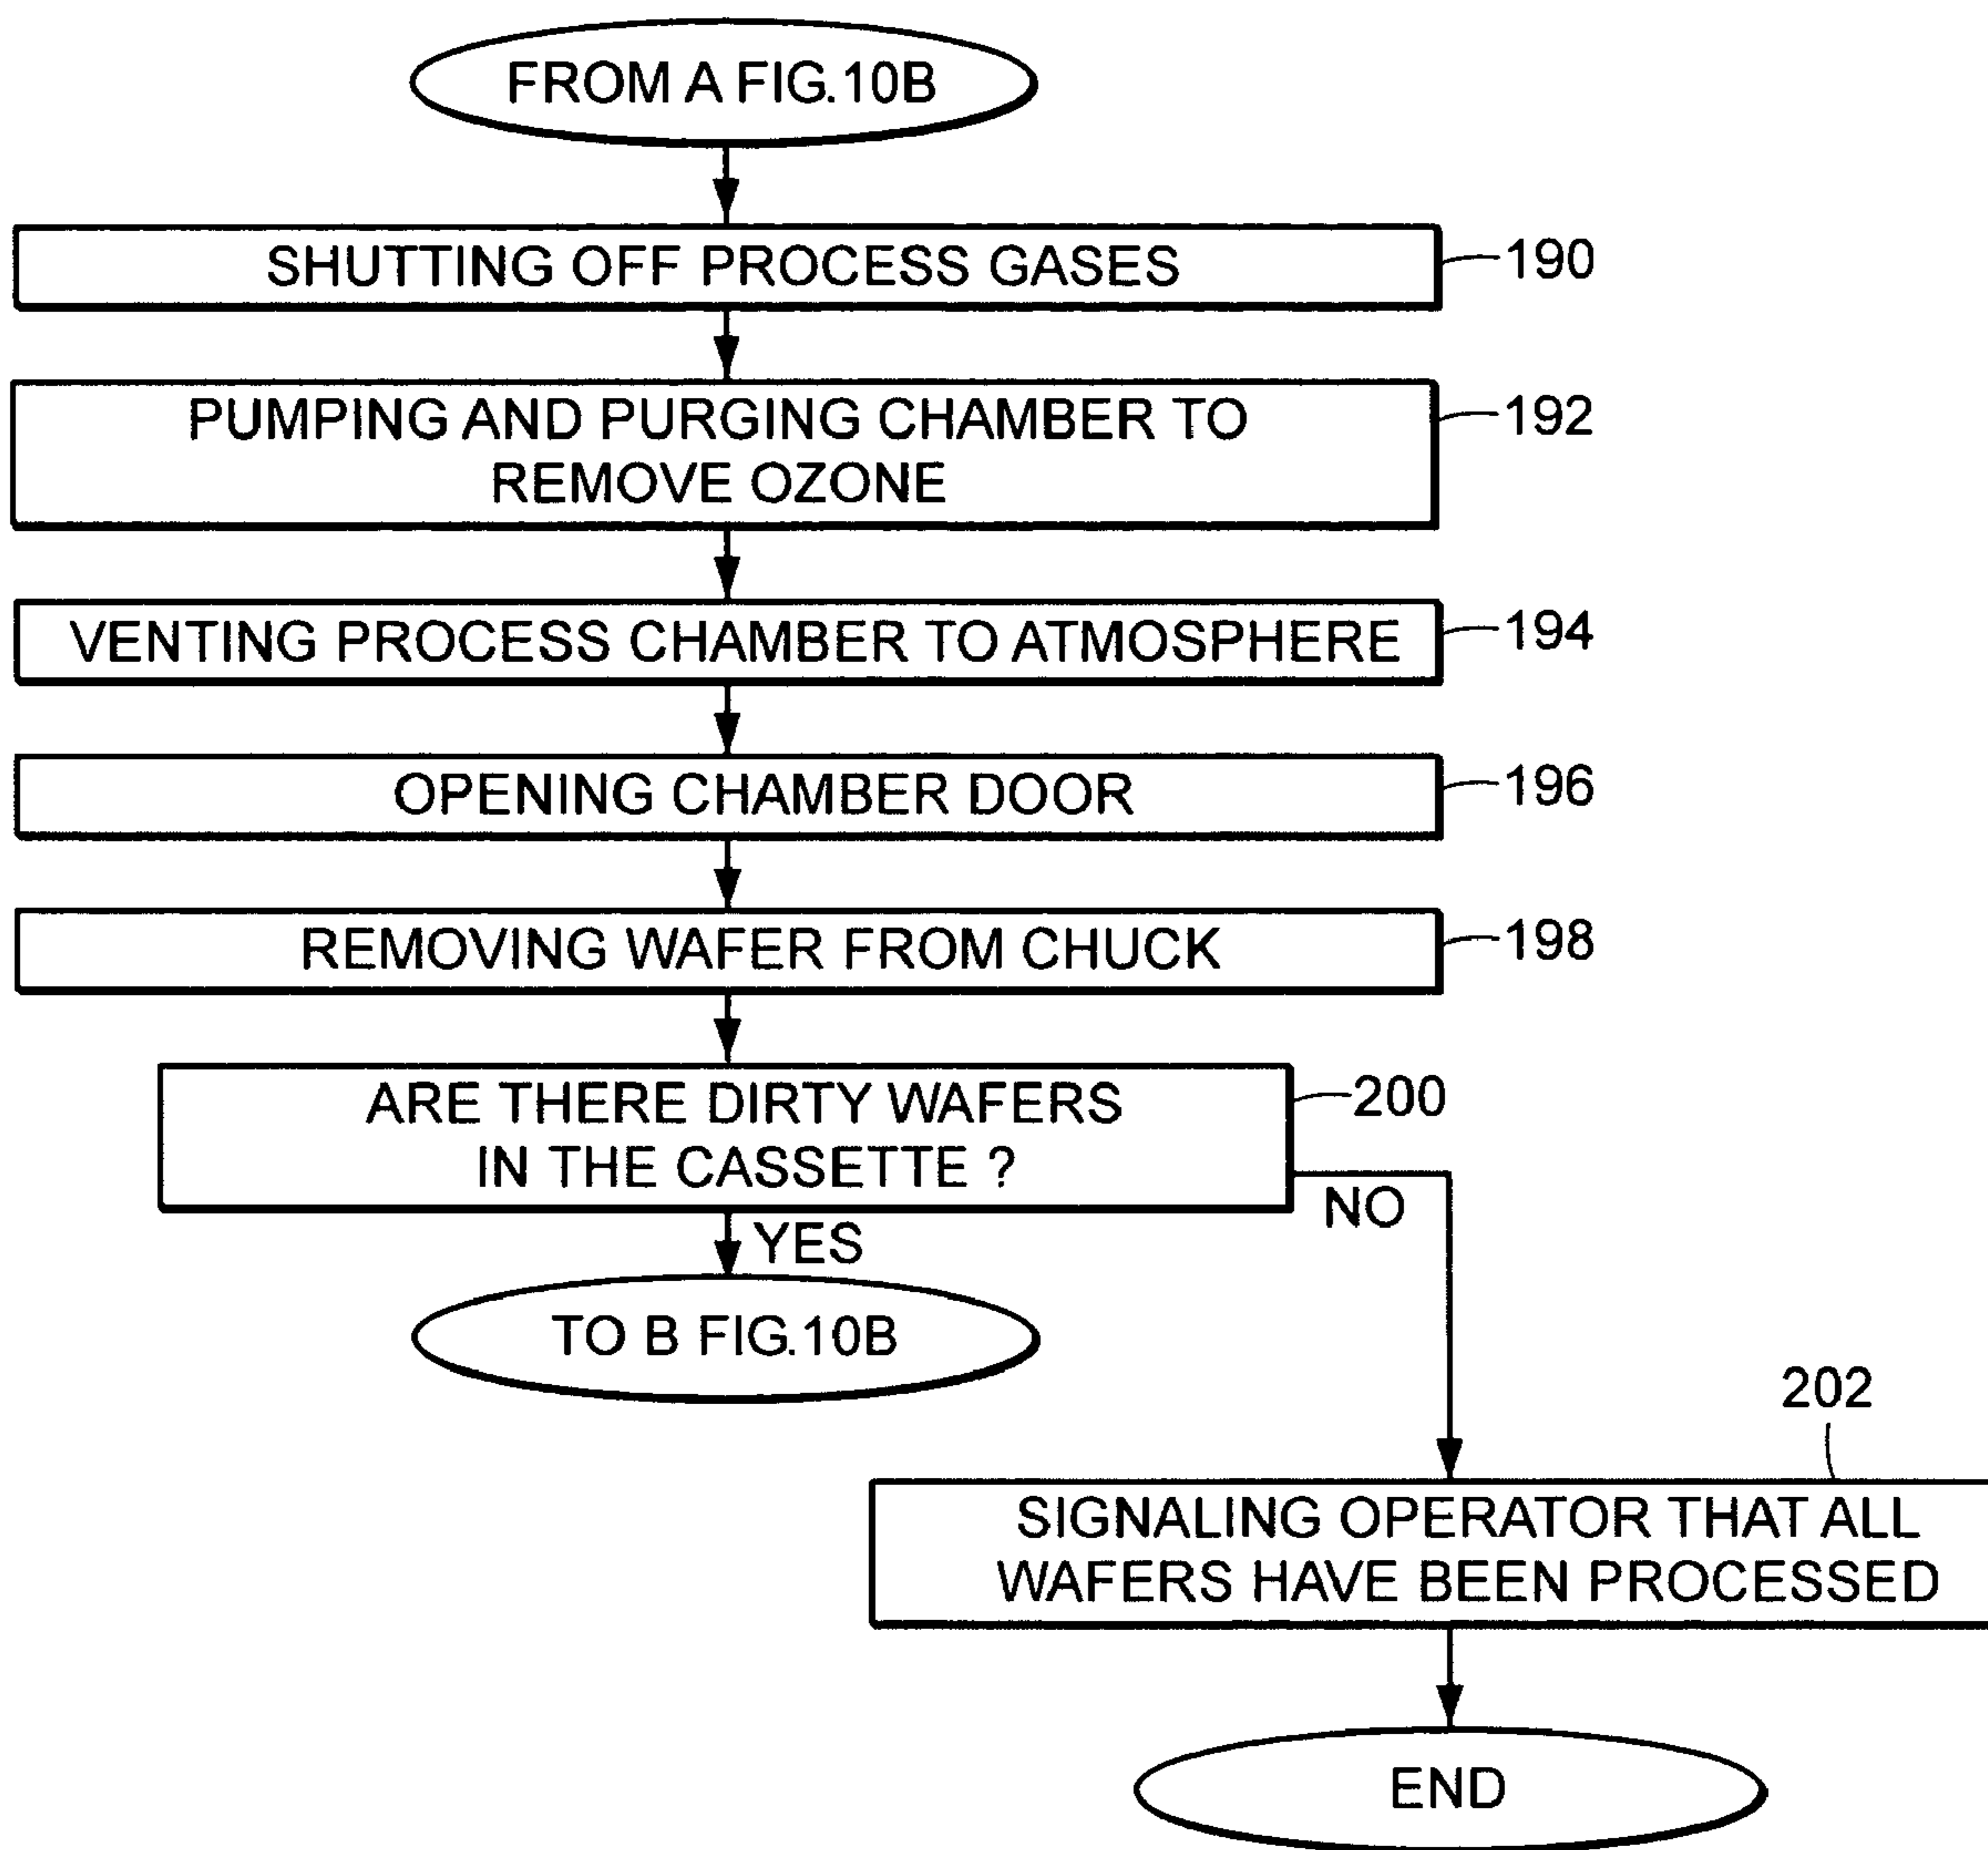 FROM A FIG.10B
SHUTTING OFF PROCESS GASES
190
PUMPING AND PURGING CHAMBER TO
REMOVE OZONE
192
VENTING PROCESS CHAMBER TO ATMOSPHERE
194
OPENING CHAMBER DOOR
196
REMOVING WAFER FROM CHUCK
198
ARE THERE DIRTY WAFERS
IN THE CASSETTE ?
200
NO
YES
TO B FIG.10B
202
SIGNALING OPERATOR THAT ALL
WAFERS HAVE BEEN PROCESSED
END